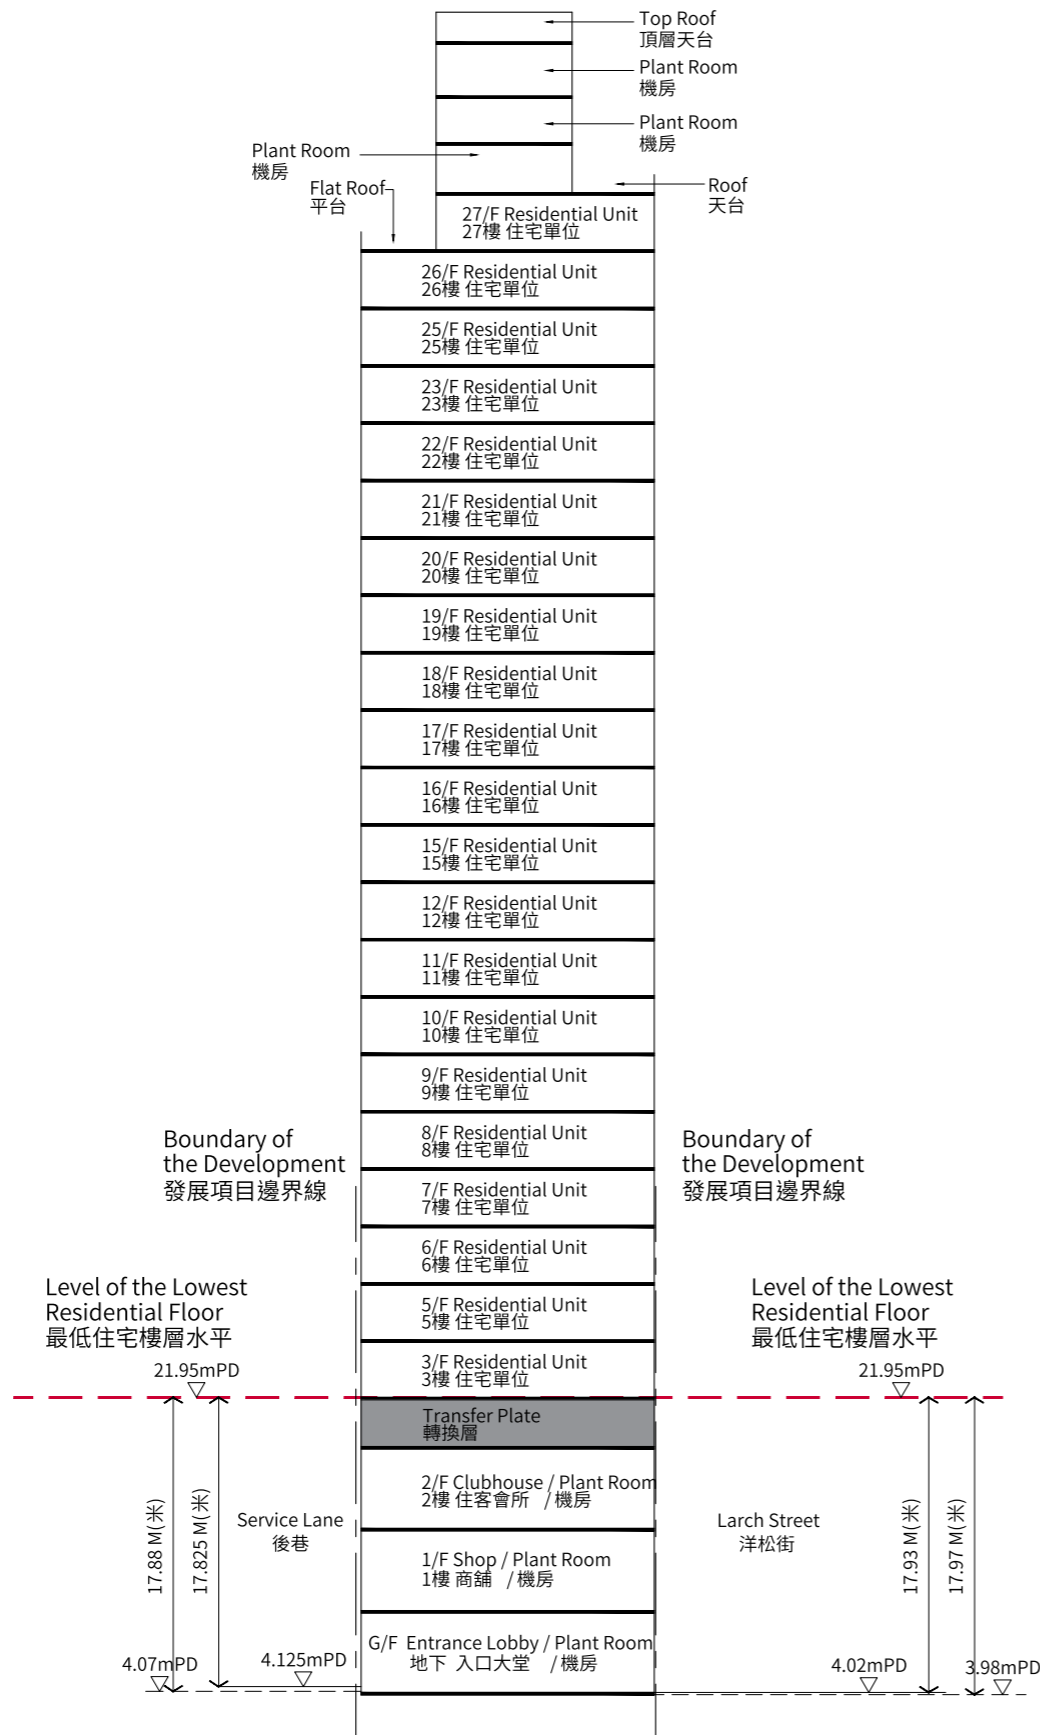 Top Roof
頂層天台
Plant Room
機房
Plant Room
機房
Plant Room
機房
Flat Roof
平台
Roof
天台
27/F Residential Unit
27樓 住宅單位
26/F Residential Unit
26樓 住宅單位
25/F Residential Unit
25樓 住宅單位
23/F Residential Unit
23樓 住宅單位
22/F Residential Unit
22樓 住宅單位
21/F Residential Unit
21樓 住宅單位
20/F Residential Unit
20樓 住宅單位
19/F Residential Unit
19樓 住宅單位
18/F Residential Unit
18樓 住宅單位
17/F Residential Unit
17樓 住宅單位
16/F Residential Unit
16樓 住宅單位
15/F Residential Unit
15樓 住宅單位
12/F Residential Unit
12樓 住宅單位
11/F Residential Unit
11樓 住宅單位
10/F Residential Unit
10樓 住宅單位
9/F Residential Unit
9樓 住宅單位
8/F Residential Unit
8樓 住宅單位
Boundary of
the Development
發展項目邊界線
Boundary of
the Development
發展項目邊界線
7/F Residential Unit
7樓 住宅單位
6/F Residential Unit
6樓 住宅單位
Level of the Lowest
Residential Floor
最低住宅樓層水平
21.95mPD
Level of the Lowest
Residential Floor
最低住宅樓層水平
21.95mPD
5/F Residential Unit
5樓 住宅單位
3/F Residential Unit
3樓 住宅單位
Transfer Plate
轉換層
2/F Clubhouse / Plant Room
2樓 住客會所 / 機房
17.88 M(米)
17.825 M(米)
Service Lane
後巷
Larch Street
洋松街
17.93 M(米)
17.97 M(米)
1/F Shop / Plant Room
1樓 商舖 / 機房
G/F Entrance Lobby / Plant Room
地下 入口大堂 / 機房
4.07mPD
4.125mPD
4.02mPD
3.98mPD